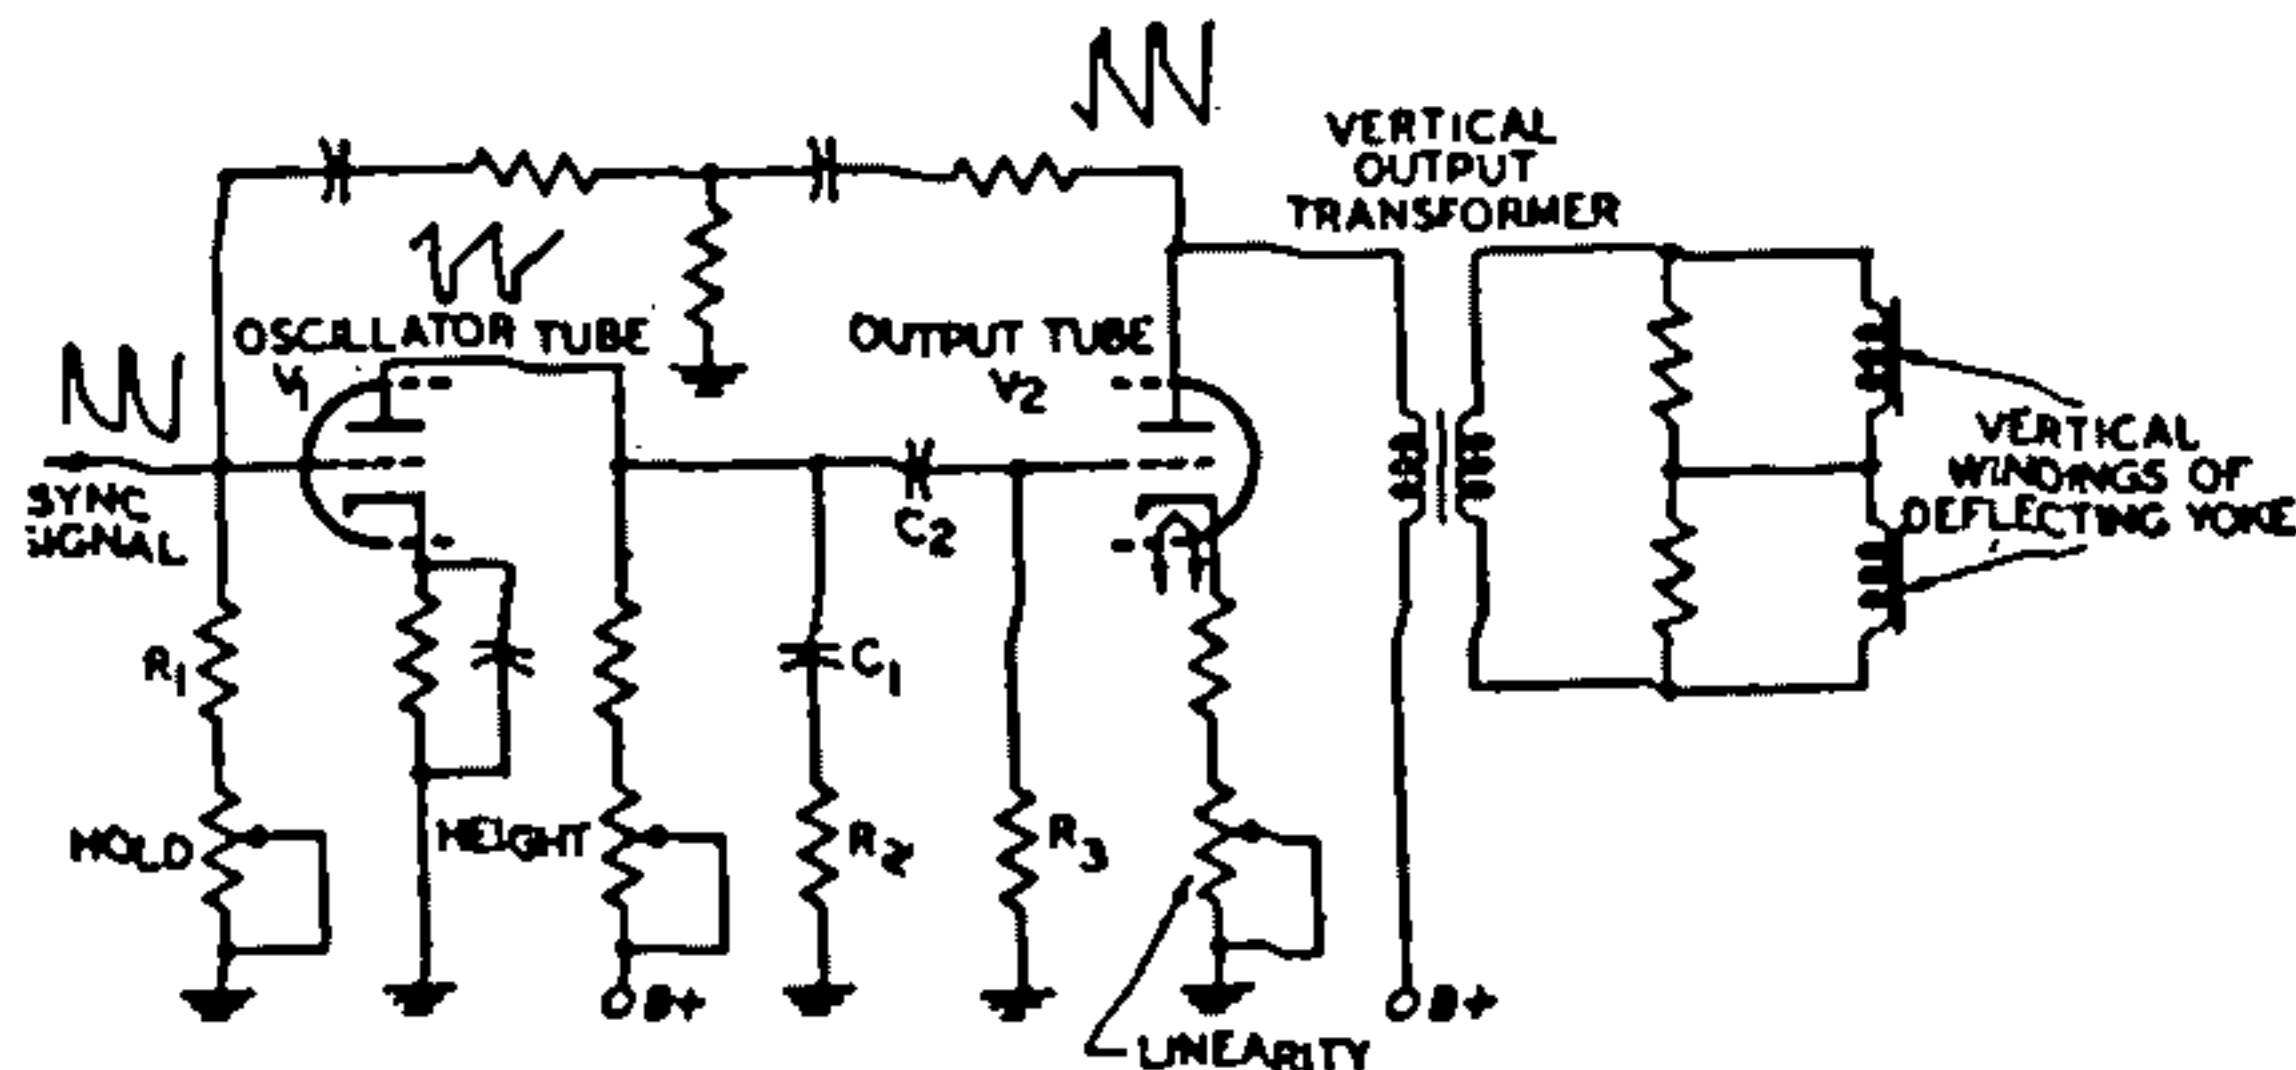 VERTICAL
OUTPUT
TRANSFORMER
OSCILLATOR TUBE
V1
OUTPUT TUBE
V2
SYNC
SIGNAL
VERTICAL
WINDINGS OF
DEFLECTING YOKE
C2
R1
C1
HOLD
HEIGHT
R2
R3
B+
B+
LINEARITY